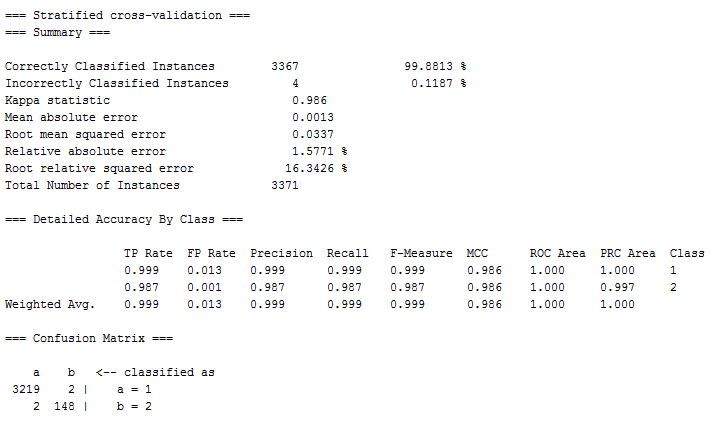 === Stratified cross-validation ===
=== Summary ===
Correctly Classified Instances 3367 99.8813 %
Incorrectly Classified Instances 4 0.1187 %
Kappa statistic 0.986
Mean absolute error 0.0013
Root mean squared error 0.0337
Relative absolute error 1.5771 %
Root relative squared error 16.3426 %
Total Number of Instances 3371
=== Detailed Accuracy By Class ===
TP Rate FP Rate Precision Recall F-Measure MCC ROC Area PRC Area Class
0.999 0.013 0.999 0.999 0.999 0.986 1.000 1.000 1
0.987 0.001 0.987 0.987 0.987 0.986 1.000 0.997 2
Weighted Avg. 0.999 0.013 0.999 0.999 0.999 0.986 1.000 1.000
=== Confusion Matrix ===
a b <-- classified as
3219 2 | a = 1
2 148 | b = 2